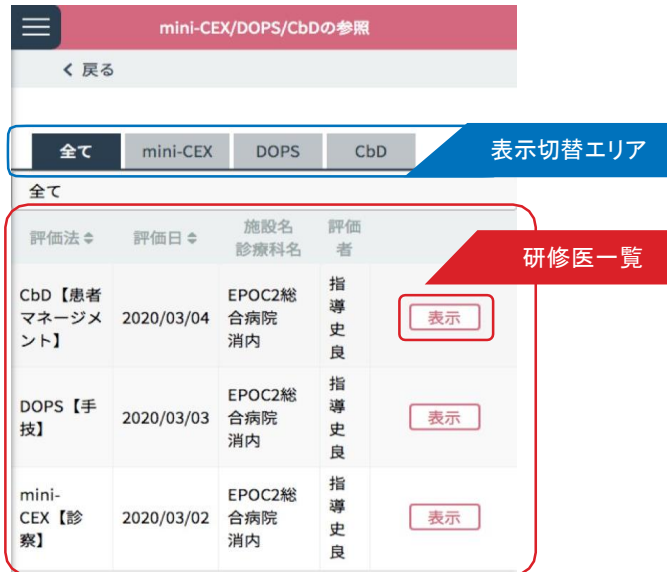 mini-CEX/DOPS/CbDの参照
戻る
全て mini-CEX DOPS CbD
表示切替エリア
全て
研修医一覧
評価法 評価日 施設名 評価
診療科名 者
CbD【患者
マネージメ
ント】
2020/03/04
EPOC2総
合病院
消内
指
導
史
良
表示
DOPS【手
技】
2020/03/03
EPOC2総
合病院
消内
指
導
史
良
表示
mini-
CEX【診
察】
2020/03/02
EPOC2総
合病院
消内
指
導
史
良
表示